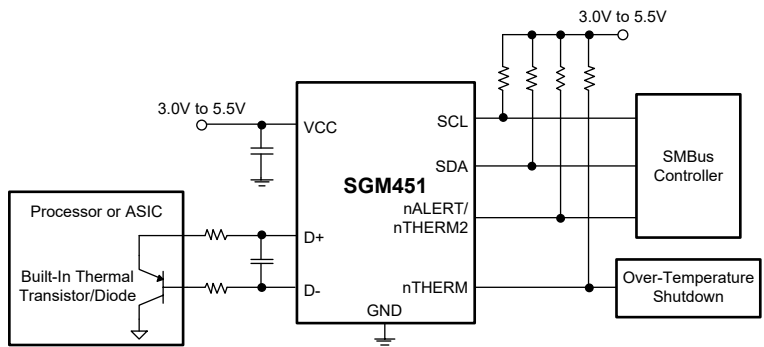 3.0V to 5.5V
3.0V to 5.5V
VCC
SCL
SDA
SGM451
nALERT/
nTHERM2
SMBus
Controller
Processor or ASIC
Built-In Thermal
Transistor/Diode
D+
D-
nTHERM
GND
Over-Temperature
Shutdown